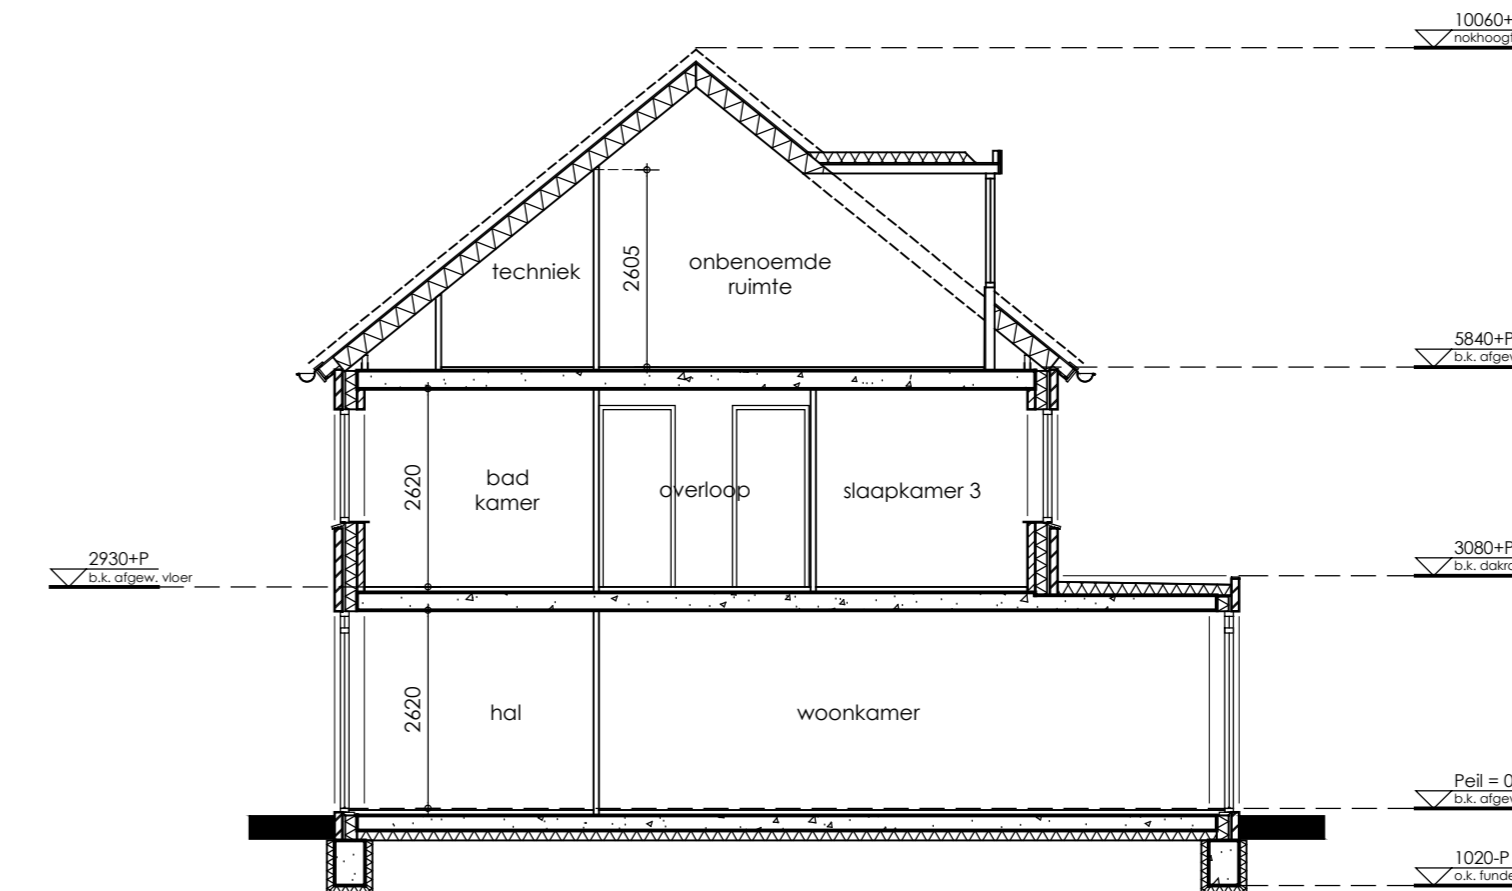 10060+
nokhoogt
techniek
2605
onbenoemde
ruimte
5840+P
b.k. afgew
2620
bad
kamer
overloop
slaapkamer 3
2930+P
b.k. afgew. vloer
3080+P
b.k. dakra
2620
hal
woonkamer
Peil = 0
b.k. afgew
1020-P
o.k. funde